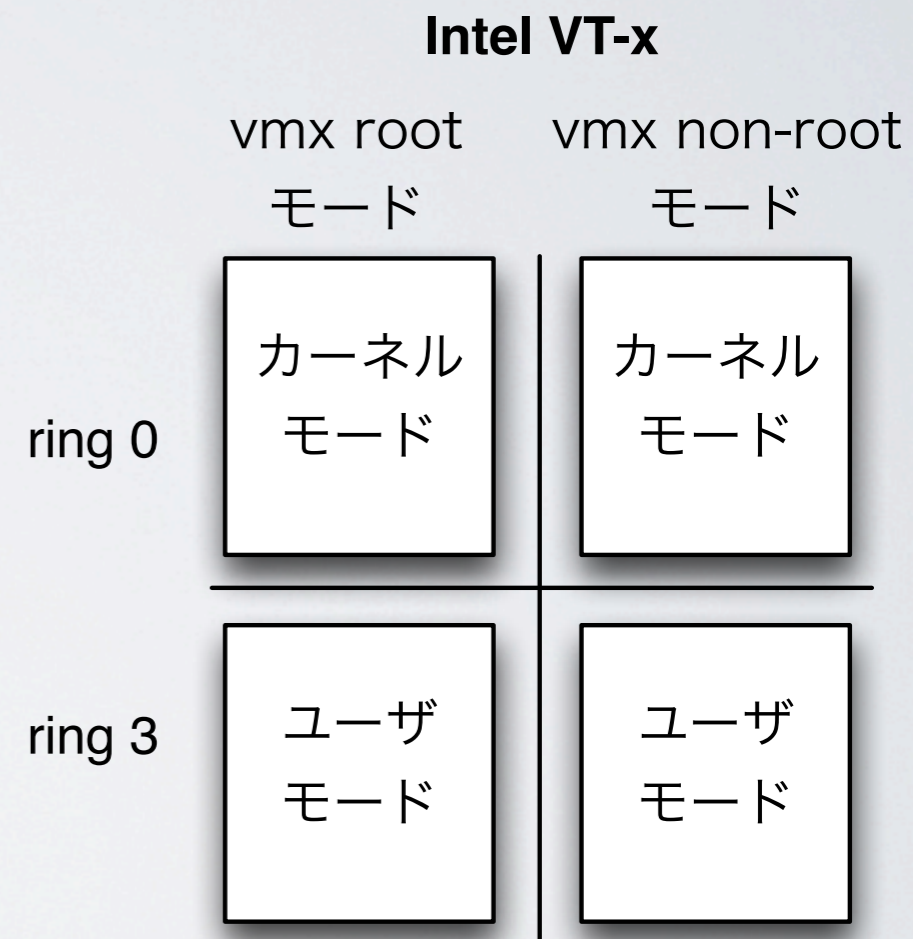 Intel VT-x
vmx root
モード
vmx non-root
モード
ring 0
カーネル
モード
カーネル
モード
ring 3
ユーザ
モード
ユーザ
モード